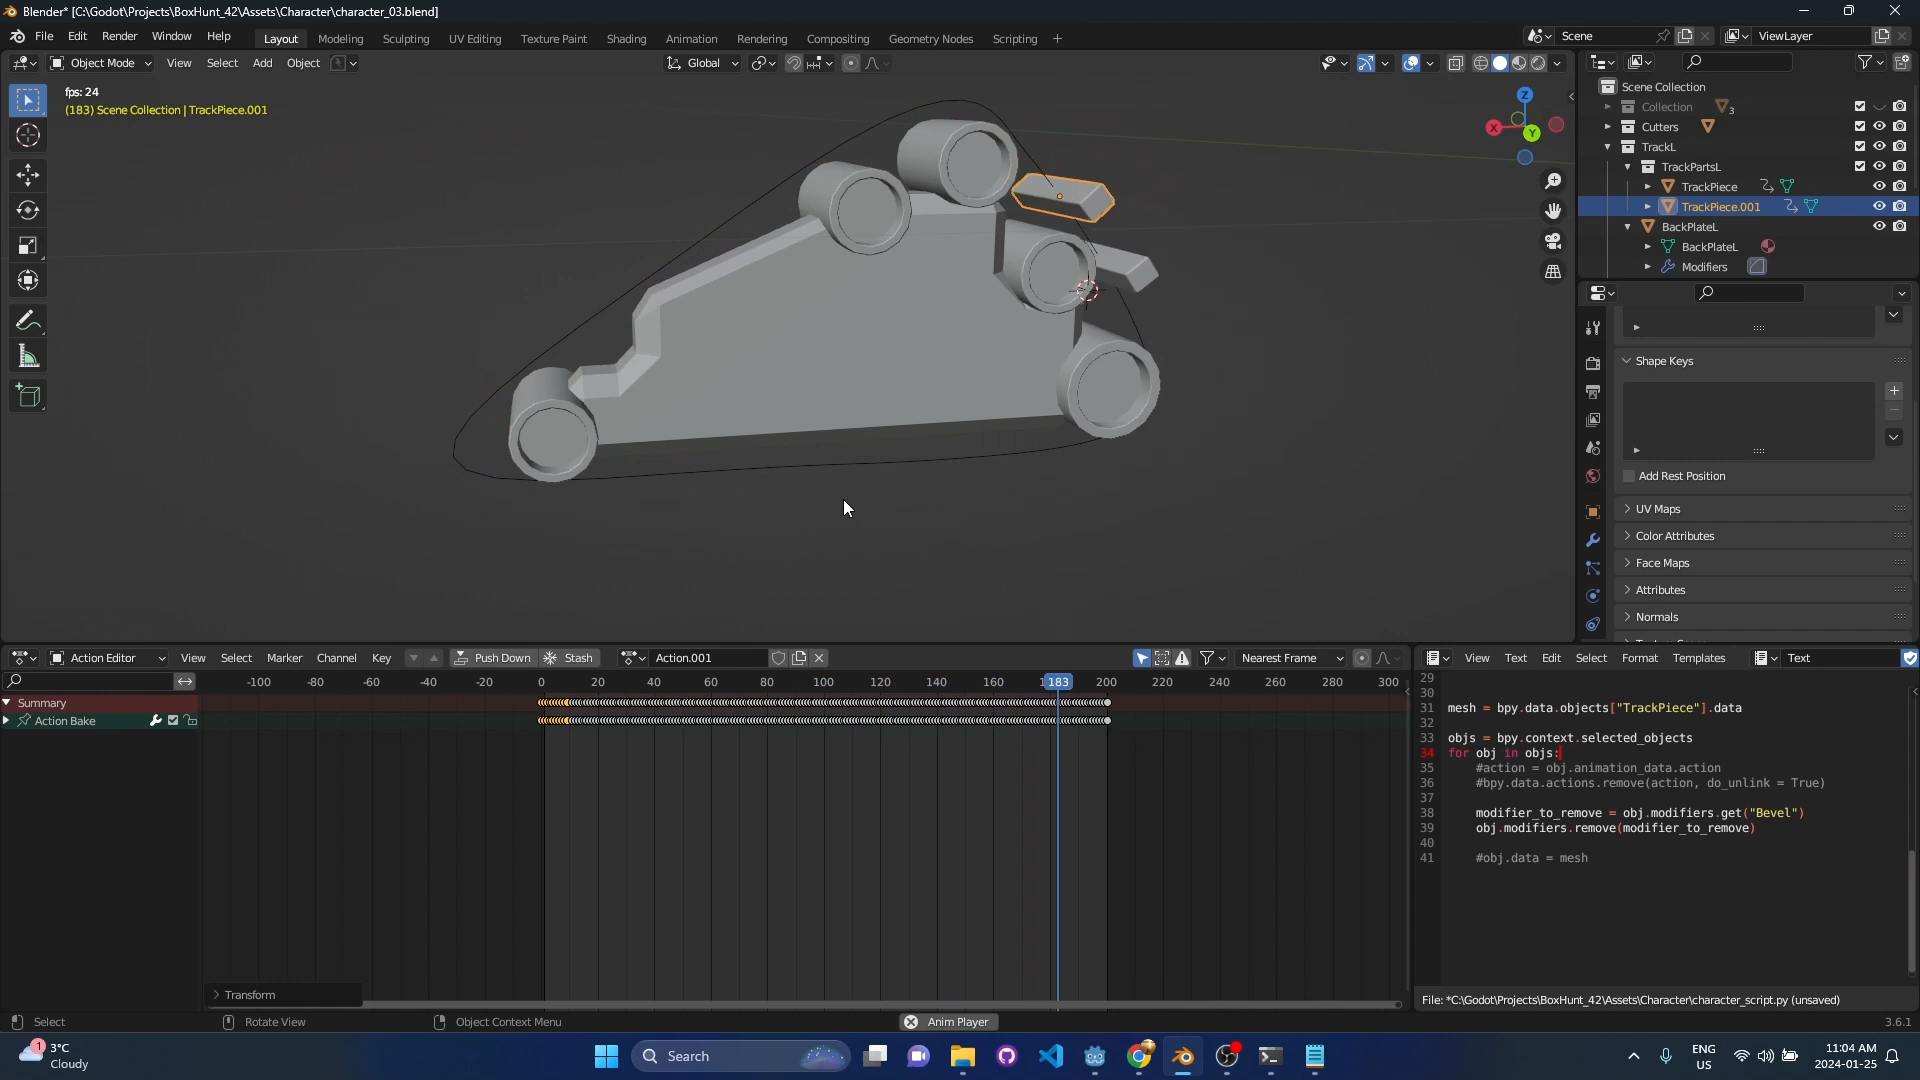 Blender* [C:\Godot\Projects\BoxHunt_42\Assets\Character\character_03.blend]
File Edit Render Window Help
Layout Modeling Sculpting UV Editing Texture Paint Shading Animation Rendering Compositing Geometry Nodes Scripting +
Scene
ViewLayer
Object Mode View Select Add Object
Global
fps: 24
(183) Scene Collection | TrackPiece.001
Z
X
Y
Scene Collection
Collection 3
Cutters
TrackL
TrackPartsL
TrackPiece
TrackPiece.001
BackPlateL
BackPlateL
Modifiers
Shape Keys
Add Rest Position
UV Maps
Color Attributes
Face Maps
Attributes
Normals
Action Editor View Select Marker Channel Key Push Down Stash Action.001 Nearest Frame
-100 -80 -60 -40 -20 0 20 40 60 80 100 120 140 160 183 200 220 240 260 280 300
Summary
Action Bake
Transform
View Text Edit Select Format Templates Text
29
30
31 mesh = bpy.data.objects["TrackPiece"].data
32
33 objs = bpy.context.selected_objects
34 for obj in objs:
35 #action = obj.animation_data.action
36 #bpy.data.actions.remove(action, do_unlink = True)
37
38 modifier_to_remove = obj.modifiers.get("Bevel")
39 obj.modifiers.remove(modifier_to_remove)
40
41 #obj.data = mesh
File: *C:\Godot\Projects\BoxHunt_42\Assets\Character\character_script.py (unsaved)
Select Rotate View Object Context Menu Anim Player 3.6.1
1
3°C
Cloudy
Search
ENG
US
11:04 AM
2024-01-25